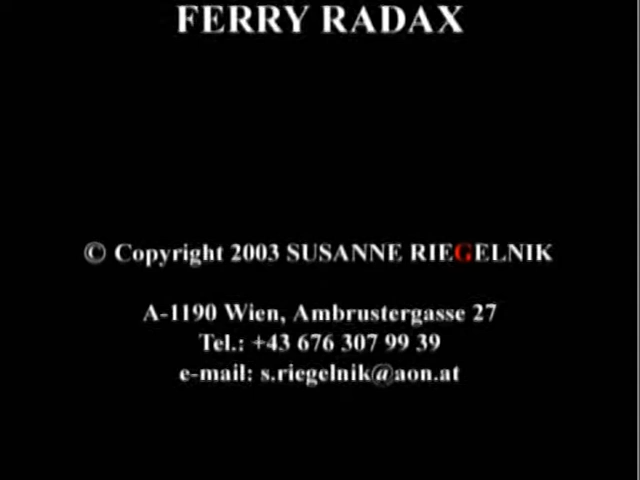 FERRY RADAX
© Copyright 2003 SUSANNE RIEGELNIK
A-1190 Wien, Ambrustergasse 27
Tel.: +43 676 307 99 39
e-mail: s.riegelnik@aon.at